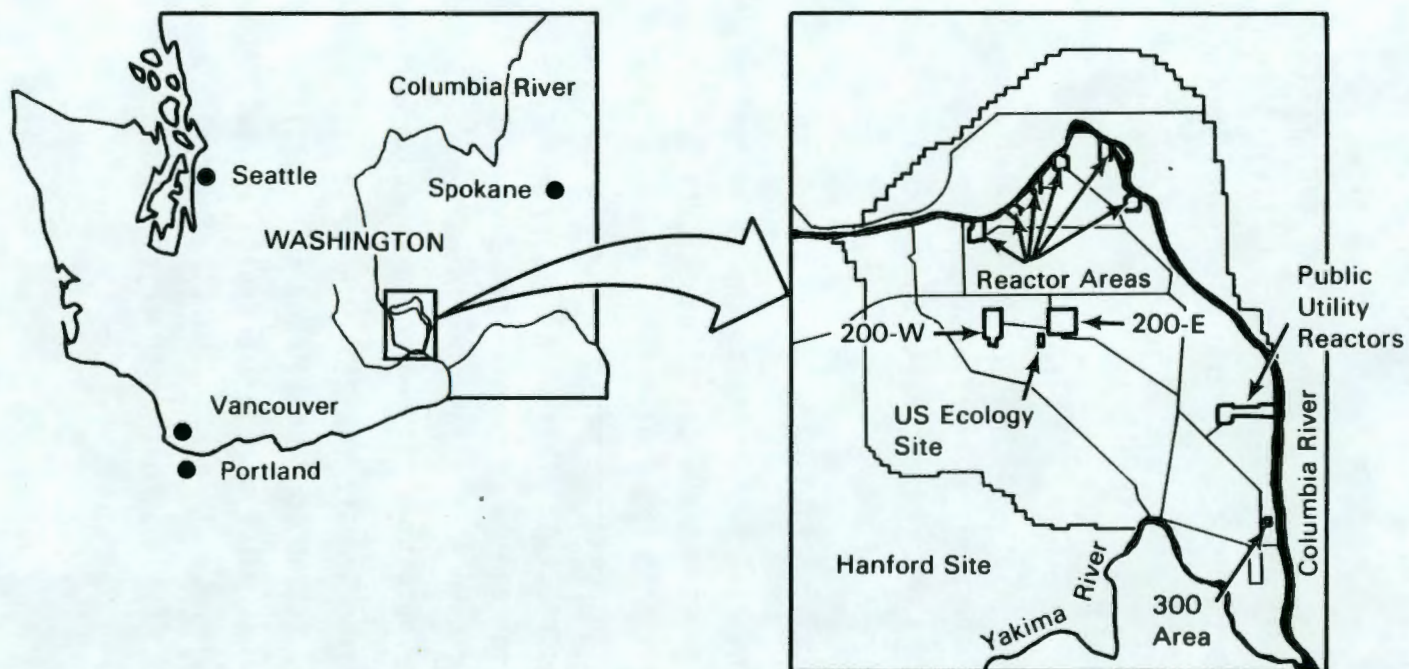 Columbia River
Seattle
Spokane
WASHINGTON
Vancouver
Portland
Reactor Areas
Public
Utility
Reactors
200-W
200-E
US Ecology
Site
Columbia River
Hanford Site
Yakima River
300
Area